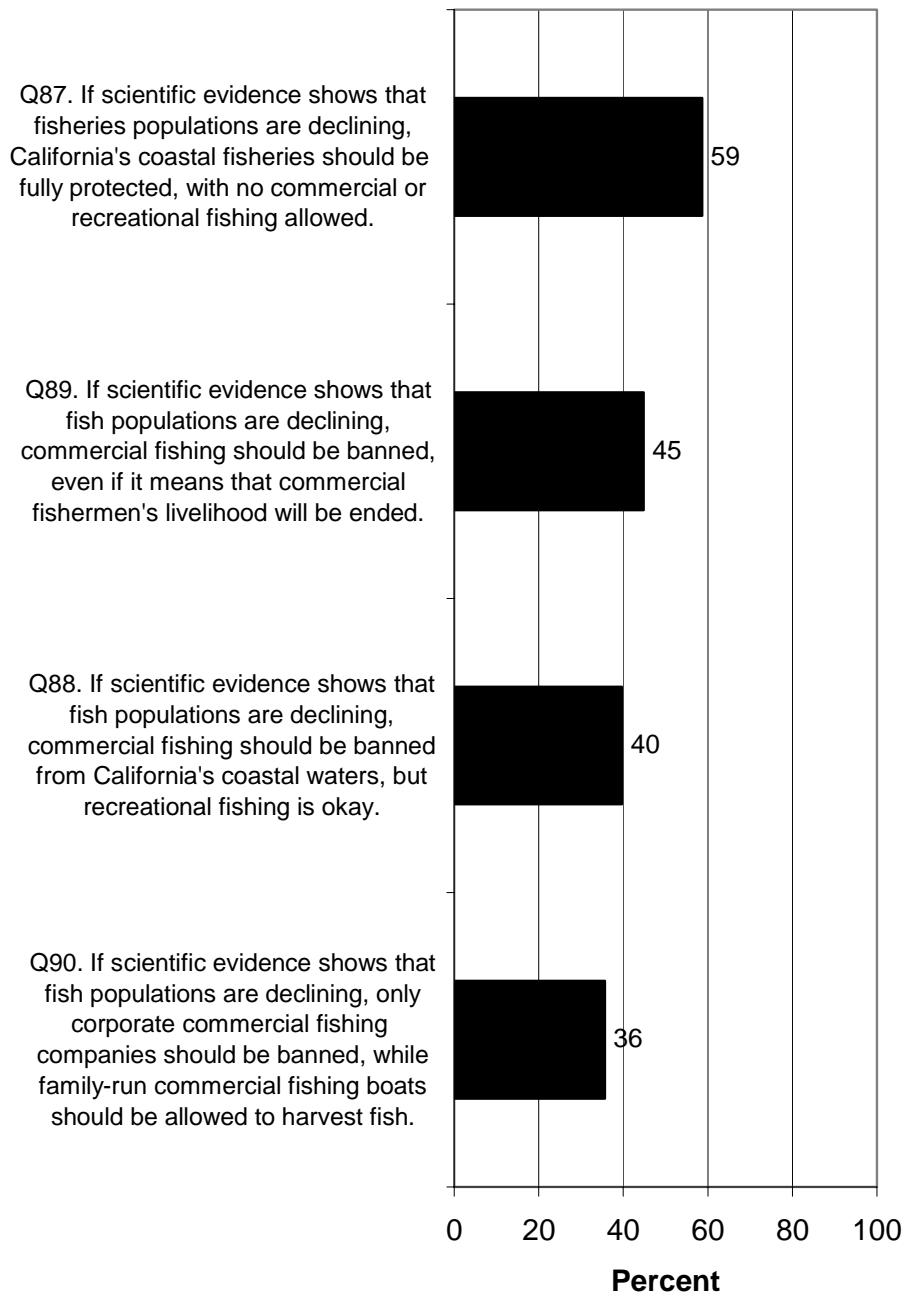 Q87. If scientific evidence shows that
fisheries populations are declining,
California's coastal fisheries should be
fully protected, with no commercial or
recreational fishing allowed.
59
Q89. If scientific evidence shows that
fish populations are declining,
commercial fishing should be banned,
even if it means that commercial
fishermen's livelihood will be ended.
45
Q88. If scientific evidence shows that
fish populations are declining,
commercial fishing should be banned
from California's coastal waters, but
recreational fishing is okay.
40
Q90. If scientific evidence shows that
fish populations are declining, only
corporate commercial fishing
companies should be banned, while
family-run commercial fishing boats
should be allowed to harvest fish.
36
0 20 40 60 80 100
Percent